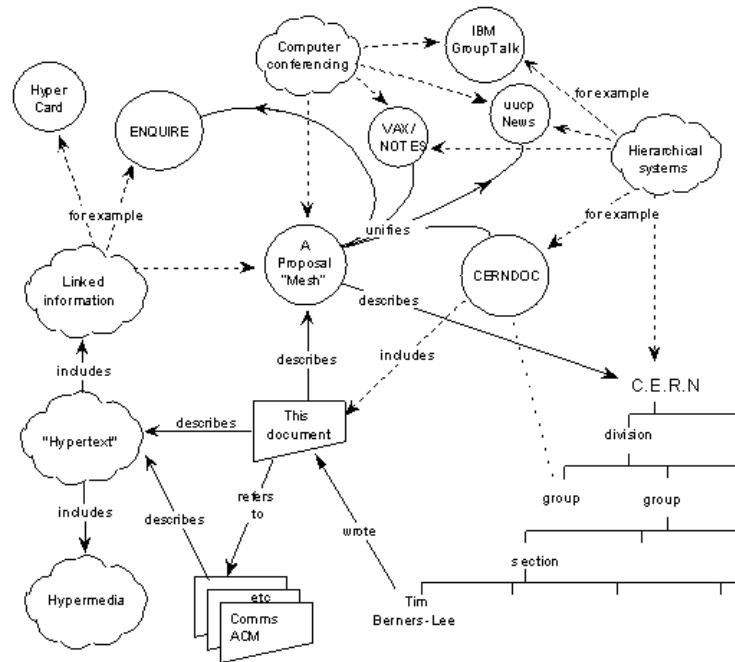 IBM
GroupTalk
Computer
conferencing
Hyper
Card
ENQUIRE
for example
uucp
News
VAX/
NOTES
Hierarchical
systems
for example
for example
unifies
A
Proposal
"Mesh"
CERNDOC
Linked
information
describes
describes
includes
C.E.R.N
includes
This
document
describes
"Hypertext"
division
refers
to
group
group
describes
includes
wrote
section
Hypermedia
etc
Tim
Berners-Lee
Comms
ACM